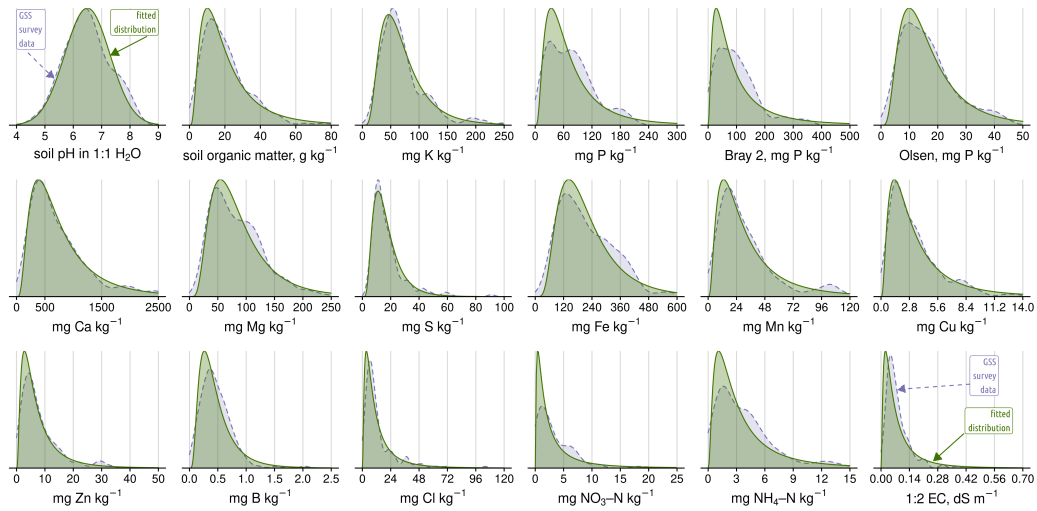 GSS
survey
data
fitted
distribution
4 5 6 7 8 9
soil pH in 1:1 H₂O
0 20 40 60 80
soil organic matter, g kg⁻¹
0 50 100 150 200 250
mg K kg⁻¹
0 60 120 180 240 300
mg P kg⁻¹
0 100 200 300 400 500
Bray 2, mg P kg⁻¹
0 10 20 30 40 50
Olsen, mg P kg⁻¹
0 500 1500 2500
mg Ca kg⁻¹
0 50 100 150 200 250
mg Mg kg⁻¹
0 20 40 60 80 100
mg S kg⁻¹
0 120 240 360 480 600
mg Fe kg⁻¹
0 24 48 72 96 120
mg Mn kg⁻¹
0.0 2.8 5.6 8.4 11.2 14.0
mg Cu kg⁻¹
0 10 20 30 40 50
mg Zn kg⁻¹
0.0 0.5 1.0 1.5 2.0 2.5
mg B kg⁻¹
0 24 48 72 96 120
mg Cl kg⁻¹
0 5 10 15 20 25
mg NO₃–N kg⁻¹
0 3 6 9 12 15
mg NH₄–N kg⁻¹
GSS
survey
data
fitted
distribution
0.00 0.14 0.28 0.42 0.56 0.70
1:2 EC, dS m⁻¹